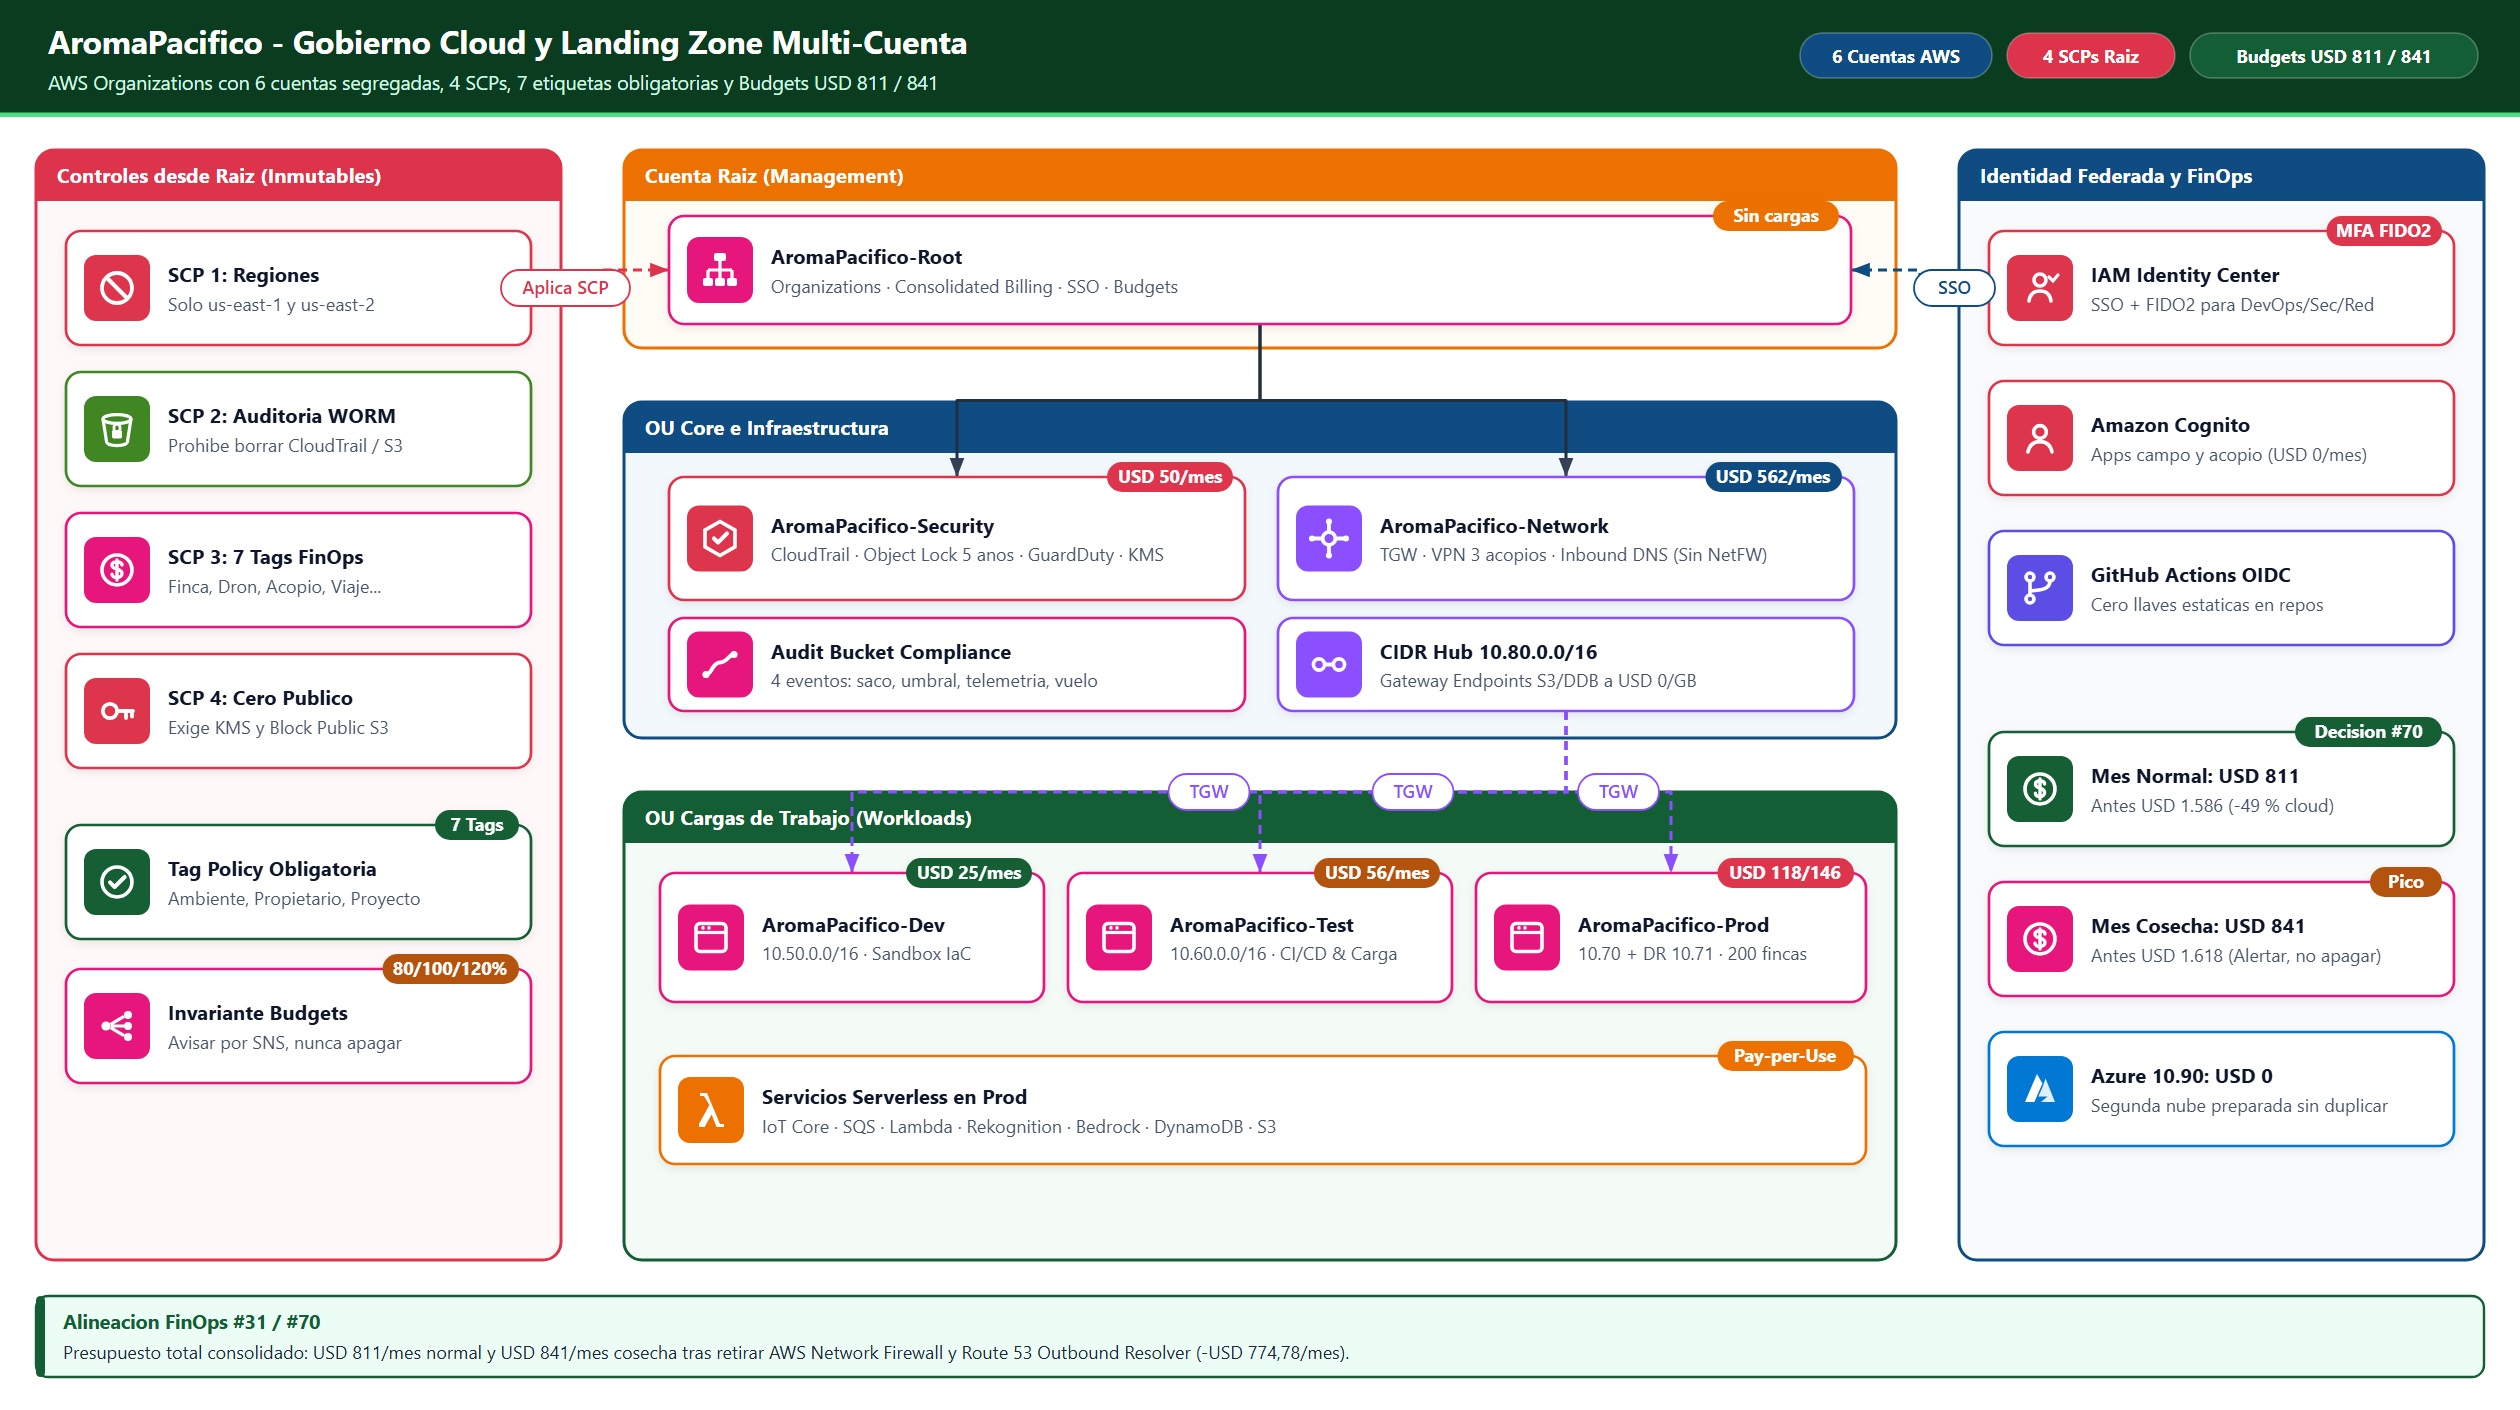 AromaPacifico - Gobierno Cloud y Landing Zone Multi-Cuenta
AWS Organizations con 6 cuentas segregadas, 4 SCPs, 7 etiquetas obligatorias y Budgets USD 811 / 841
6 Cuentas AWS
4 SCPs Raiz
Budgets USD 811 / 841
Controles desde Raiz (Inmutables)
SCP 1: Regiones
Solo us-east-1 y us-east-2
Aplica SCP
SCP 2: Auditoria WORM
Prohibe borrar CloudTrail / S3
SCP 3: 7 Tags FinOps
Finca, Dron, Acopio, Viaje...
SCP 4: Cero Publico
Exige KMS y Block Public S3
7 Tags
Tag Policy Obligatoria
Ambiente, Propietario, Proyecto
80/100/120%
Invariante Budgets
Avisar por SNS, nunca apagar
Cuenta Raiz (Management)
Sin cargas
AromaPacifico-Root
Organizations · Consolidated Billing · SSO · Budgets
OU Core e Infraestructura
USD 50/mes
AromaPacifico-Security
CloudTrail · Object Lock 5 anos · GuardDuty · KMS
USD 562/mes
AromaPacifico-Network
TGW · VPN 3 acopios · Inbound DNS (Sin NetFW)
Audit Bucket Compliance
4 eventos: saco, umbral, telemetria, vuelo
CIDR Hub 10.80.0.0/16
Gateway Endpoints S3/DDB a USD 0/GB
TGW
TGW
TGW
OU Cargas de Trabajo (Workloads)
USD 25/mes
AromaPacifico-Dev
10.50.0.0/16 · Sandbox IaC
USD 56/mes
AromaPacifico-Test
10.60.0.0/16 · CI/CD & Carga
USD 118/146
AromaPacifico-Prod
10.70 + DR 10.71 · 200 fincas
Pay-per-Use
Servicios Serverless en Prod
IoT Core · SQS · Lambda · Rekognition · Bedrock · DynamoDB · S3
Identidad Federada y FinOps
MFA FIDO2
SSO
IAM Identity Center
SSO + FIDO2 para DevOps/Sec/Red
Amazon Cognito
Apps campo y acopio (USD 0/mes)
GitHub Actions OIDC
Cero llaves estaticas en repos
Decision #70
Mes Normal: USD 811
Antes USD 1.586 (-49 % cloud)
Pico
Mes Cosecha: USD 841
Antes USD 1.618 (Alertar, no apagar)
Azure 10.90: USD 0
Segunda nube preparada sin duplicar
Alineacion FinOps #31 / #70
Presupuesto total consolidado: USD 811/mes normal y USD 841/mes cosecha tras retirar AWS Network Firewall y Route 53 Outbound Resolver (-USD 774,78/mes).